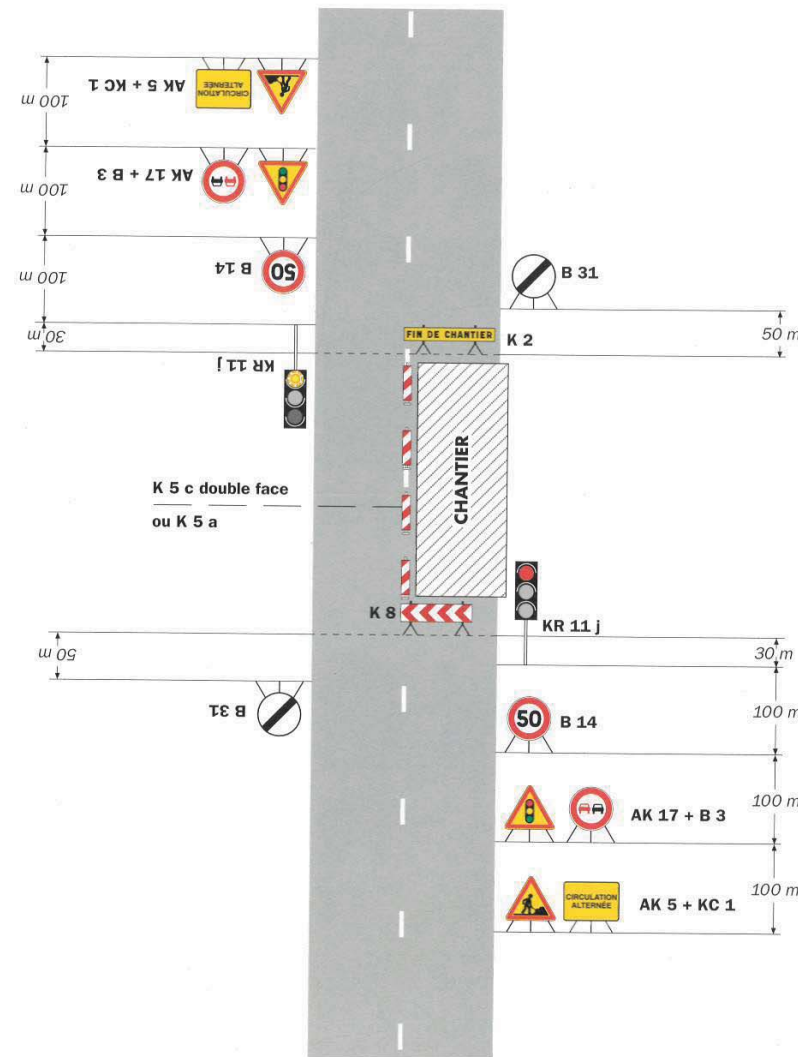 100 m
AK 5 + KC 1
CIRCULATION
ALTERNÉE
100 m
AK 17 + B 3
100 m
B 14
50
B 31
30 m
KR 11 j
FIN DE CHANTIER
K 2
50 m
CHANTIER
K 5 c double face
ou K 5 a
K 8
KR 11 j
50 m
B 31
30 m
50
B 14
100 m
AK 17 + B 3
100 m
CIRCULATION
ALTERNÉE
AK 5 + KC 1
100 m